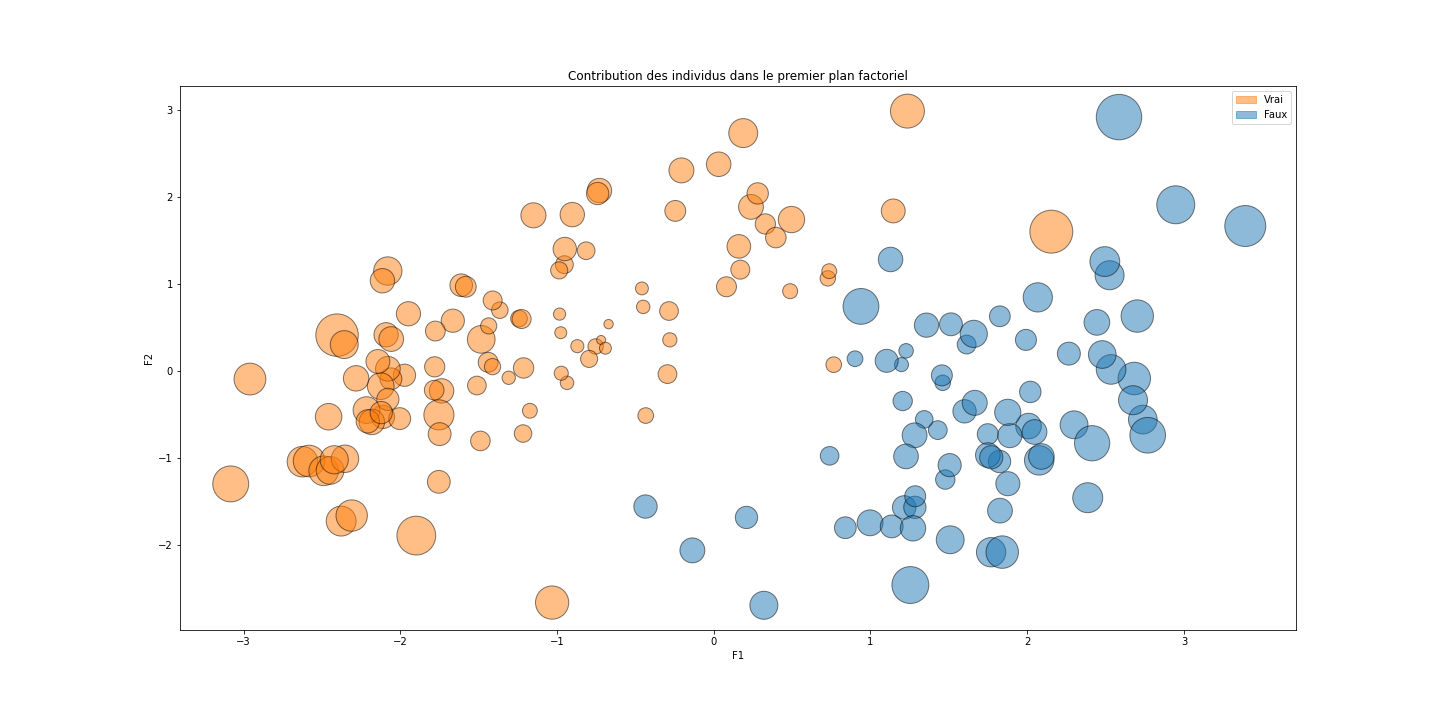 Contribution des individus dans le premier plan factoriel
Vrai
Faux
F2
3
2
1
0
−1
−2
−3
−2
−1
0
1
2
3
F1